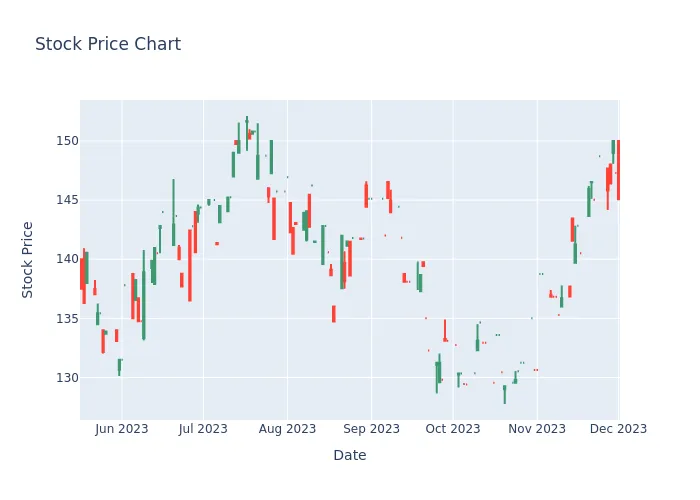 Stock Price Chart
Stock Price
150
145
140
135
130
Jun 2023
Jul 2023
Aug 2023
Sep 2023
Oct 2023
Nov 2023
Dec 2023
Date